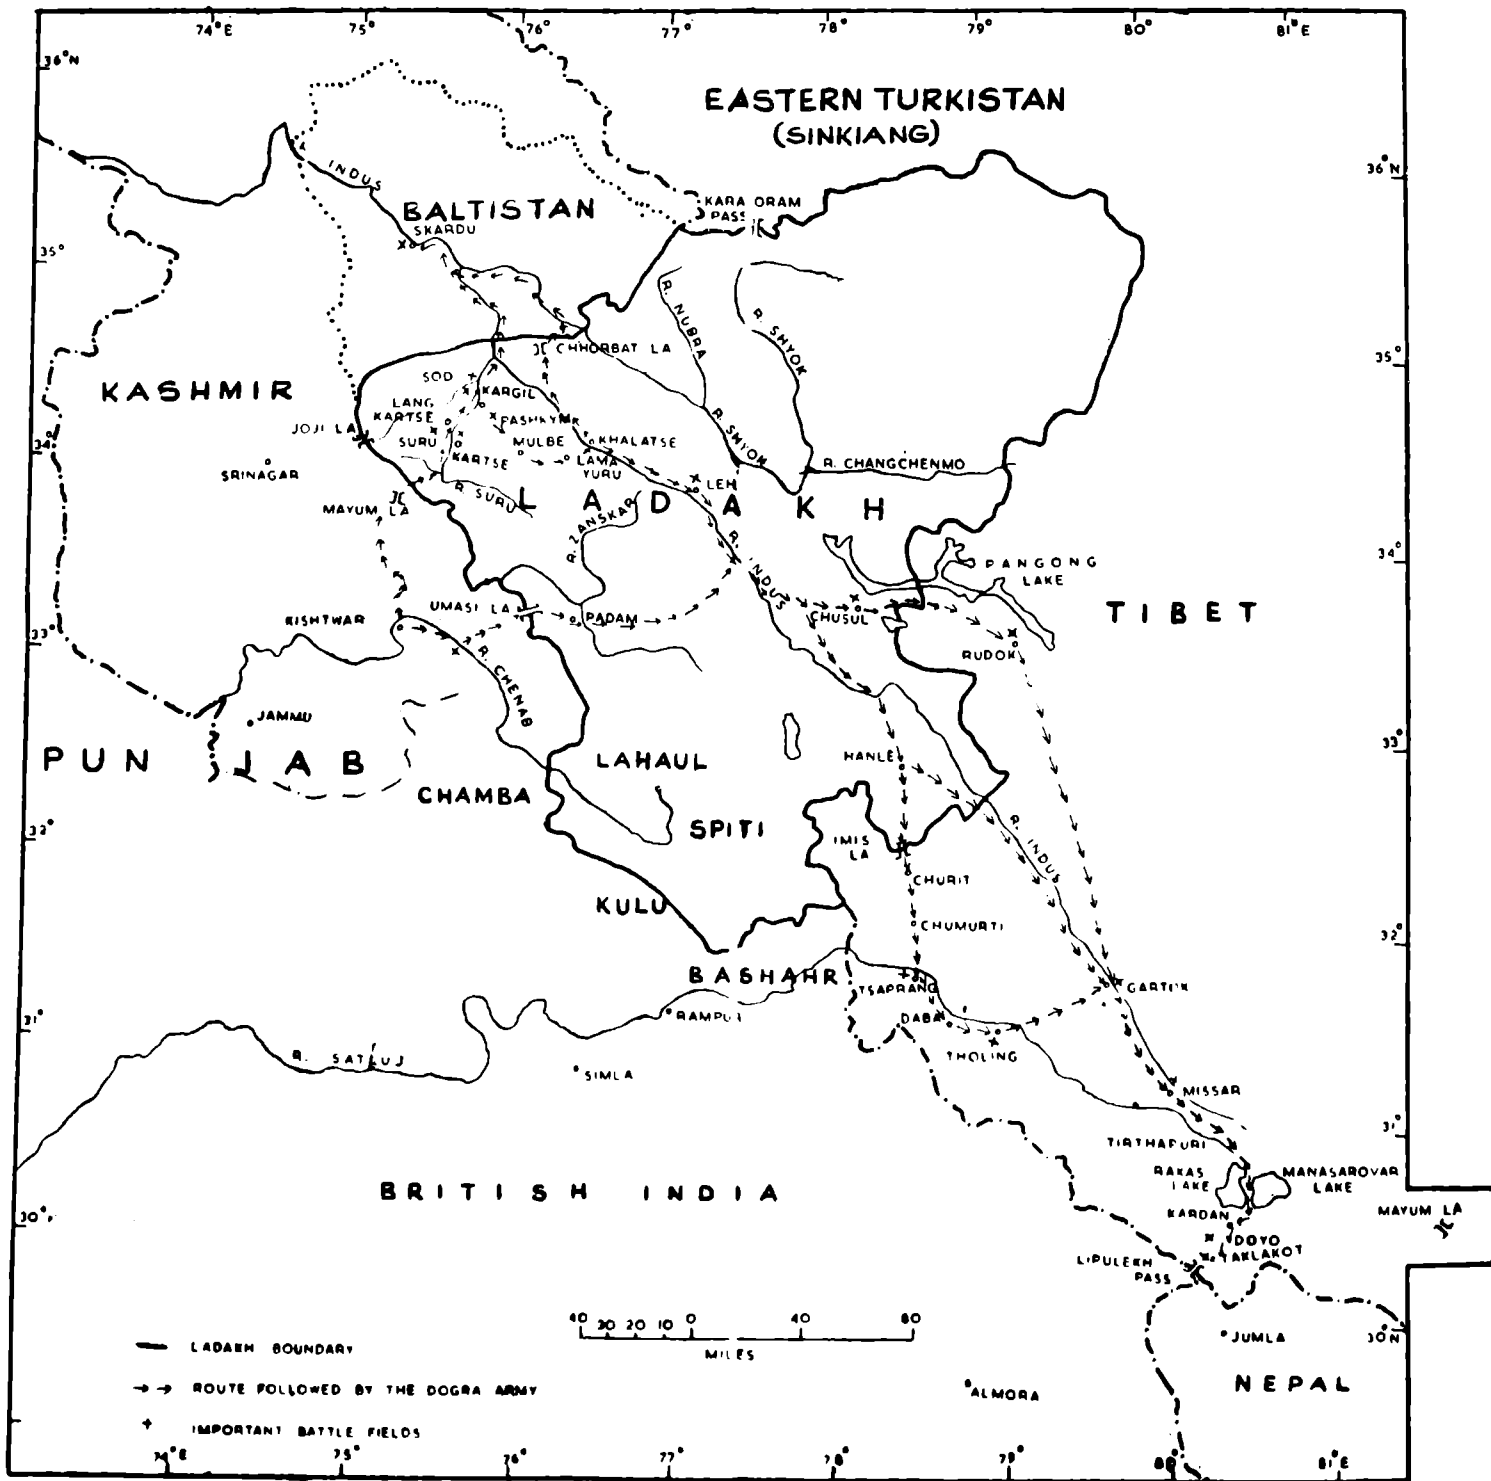 74°E 75° 76° 77° 78° 79° 80° 81°E
36°N
EASTERN TURKISTAN
(SINKIANG)
36°N
INDUS
BALTISTAN
SKARDU
KARA ORAM
PASS
35°
R. NUBRA
R. SHYOK
CHHORBAT LA
35°
KASHMIR
SOD
KARGIL
LANG
KARTSE
PASHKYMK
JOJI LA
SURU
MULBE
KHALATSE
R. SHYOK
34°
KARTSE
LAMA
YURU
R. CHANGCHENMO
SRINAGAR
LEH
R. SURU
L A D A K H
MAYUM LA
R. ZANSKAR
R. INDUS
34°
PANGONG
LAKE
UMASI LA
KISHTWAR
PADAM
CHUSUL
TIBET
33°
RUDOK
R. CHENAB
JAMMU
PUNJAB
LAHAUL
HANLE
33°
CHAMBA
SPITI
32°
IMIS
LA
R. INDUS
CHURIT
KULU
CHUMURTI
32°
BASHAHR
TSAPRANG
GARTOK
31°
RAMPUR
DABA
R. SATLUJ
THOLING
SIMLA
MISSAR
31°
TIRTHAPURI
BRITISH INDIA
RAKAS
LAKE
MANASAROVAR
LAKE
KARDAN
MAYUM LA
30°
DOYO
TAKLAKOT
LIPULEKH
PASS
40 30 20 10 0 40 80
MILES
JUMLA
30°N
LADAKH BOUNDARY
ROUTE FOLLOWED BY THE DOGRA ARMY
ALMORA
NEPAL
IMPORTANT BATTLE FIELDS
74°E 75° 76° 77° 78° 79° 80° 81°E